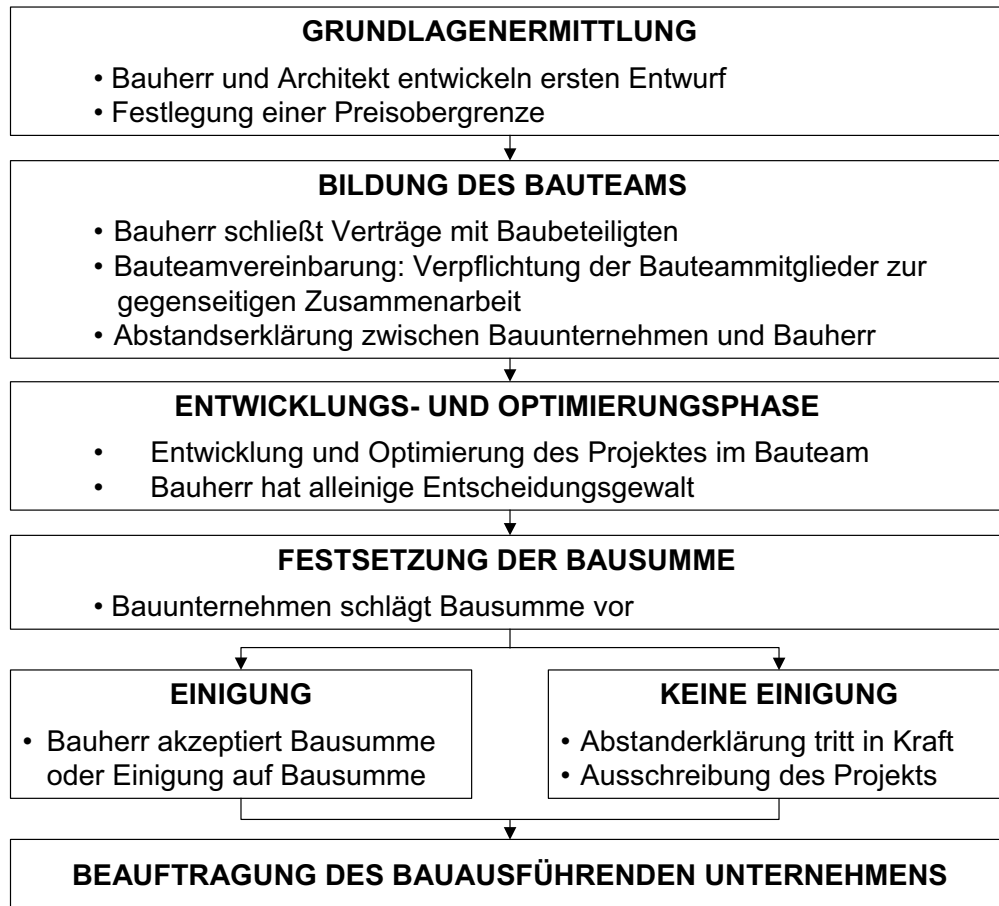 GRUNDLAGENERMITTLUNG
• Bauherr und Architekt entwickeln ersten Entwurf
• Festlegung einer Preisobergrenze
BILDUNG DES BAUTEAMS
• Bauherr schließt Verträge mit Baubeteiligten
• Bauteamvereinbarung: Verpflichtung der Bauteammitglieder zur
gegenseitigen Zusammenarbeit
• Abstandserklärung zwischen Bauunternehmen und Bauherr
ENTWICKLUNGS- UND OPTIMIERUNGSPHASE
• Entwicklung und Optimierung des Projektes im Bauteam
• Bauherr hat alleinige Entscheidungsgewalt
FESTSETZUNG DER BAUSUMME
• Bauunternehmen schlägt Bausumme vor
EINIGUNG
• Bauherr akzeptiert Bausumme
oder Einigung auf Bausumme
KEINE EINIGUNG
• Abstanderklärung tritt in Kraft
• Ausschreibung des Projekts
BEAUFTRAGUNG DES BAUAUSFÜHRENDEN UNTERNEHMENS